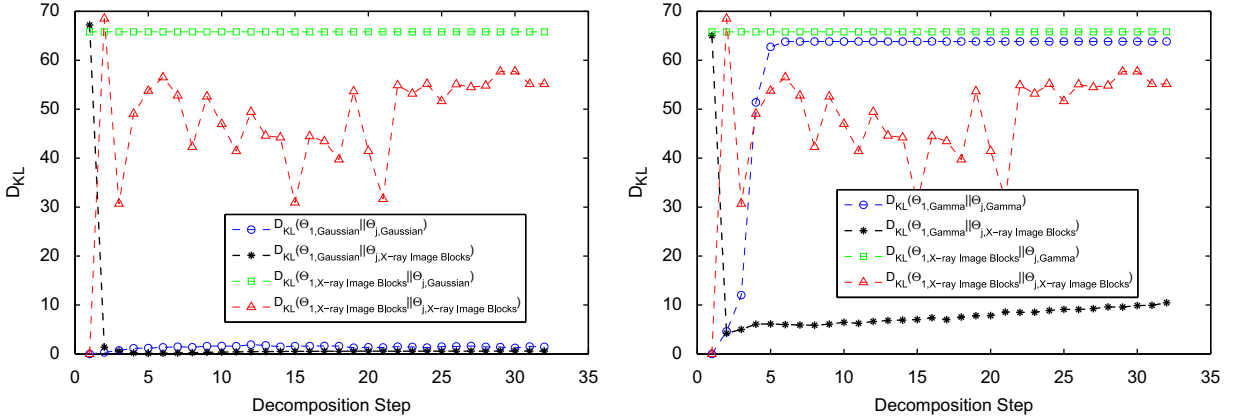 70
60
50
40
30
20
10
0
D_KL
0 5 10 15 20 25 30 35
Decomposition Step
D_KL(Θ_1,Gaussian||Θ_j,Gaussian)
D_KL(Θ_1,Gaussian||Θ_j,X−ray Image Blocks)
D_KL(Θ_1,X−ray Image Blocks||Θ_j,Gaussian)
D_KL(Θ_1,X−ray Image Blocks||Θ_j,X−ray Image Blocks)
70
60
50
40
30
20
10
0
D_KL
0 5 10 15 20 25 30 35
Decomposition Step
D_KL(Θ_1,Gamma||Θ_j,Gamma)
D_KL(Θ_1,Gamma||Θ_j,X−ray Image Blocks)
D_KL(Θ_1,X−ray Image Blocks||Θ_j,Gamma)
D_KL(Θ_1,X−ray Image Blocks||Θ_j,X−ray Image Blocks)